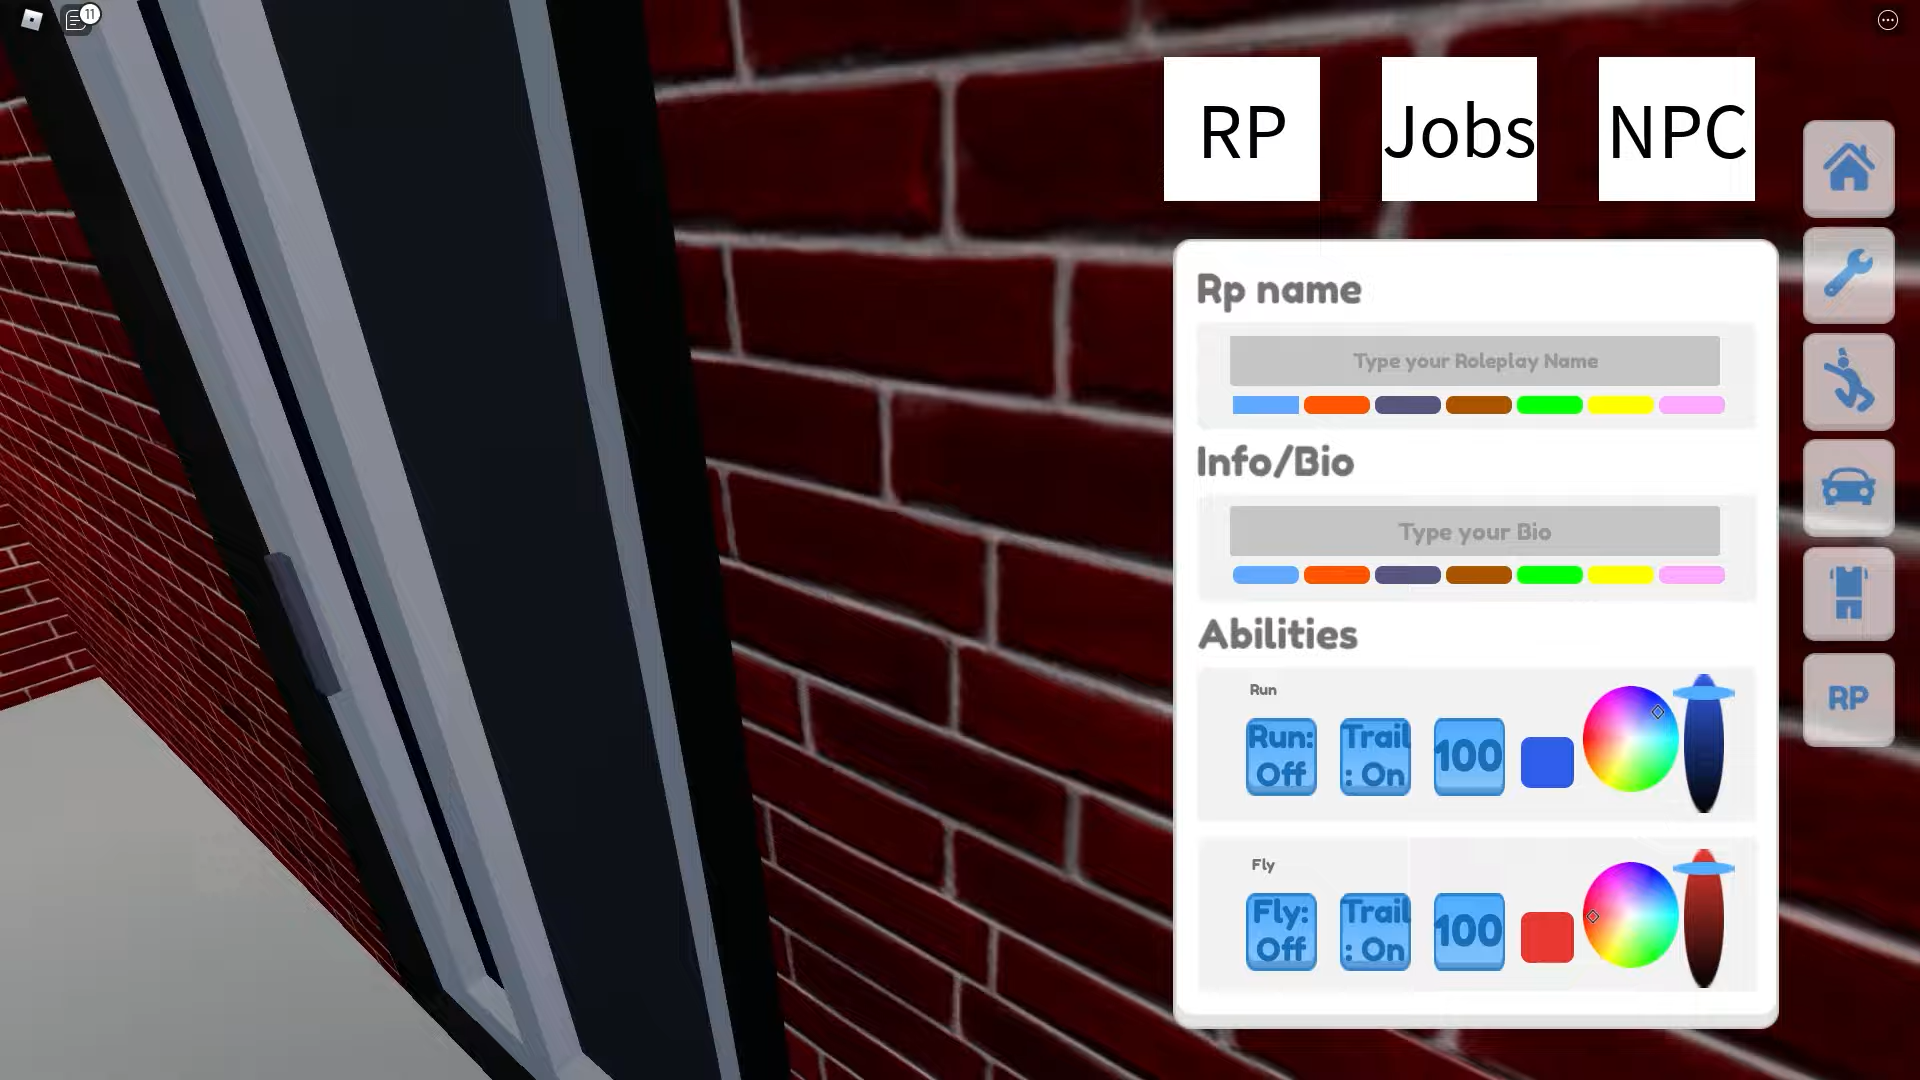 11
RP
Jobs
NPC
Rp name
Type your Roleplay Name
Info/Bio
Type your Bio
Abilities
Run
Run:
Off
Trail
: On
100
Fly
Fly:
Off
Trail
: On
100
RP